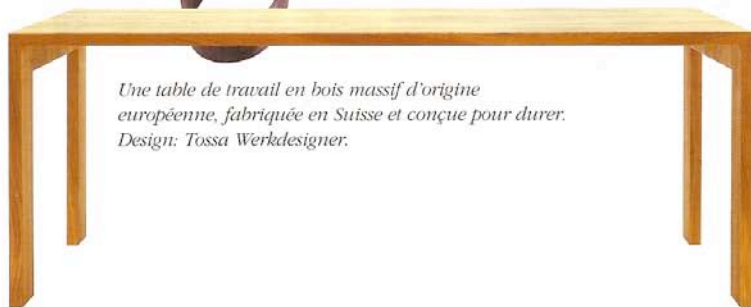 Une table de travail en bois massif d'origine
européenne, fabriquée en Suisse et conçue pour durer.
Design: Tossa Werkdesigner.